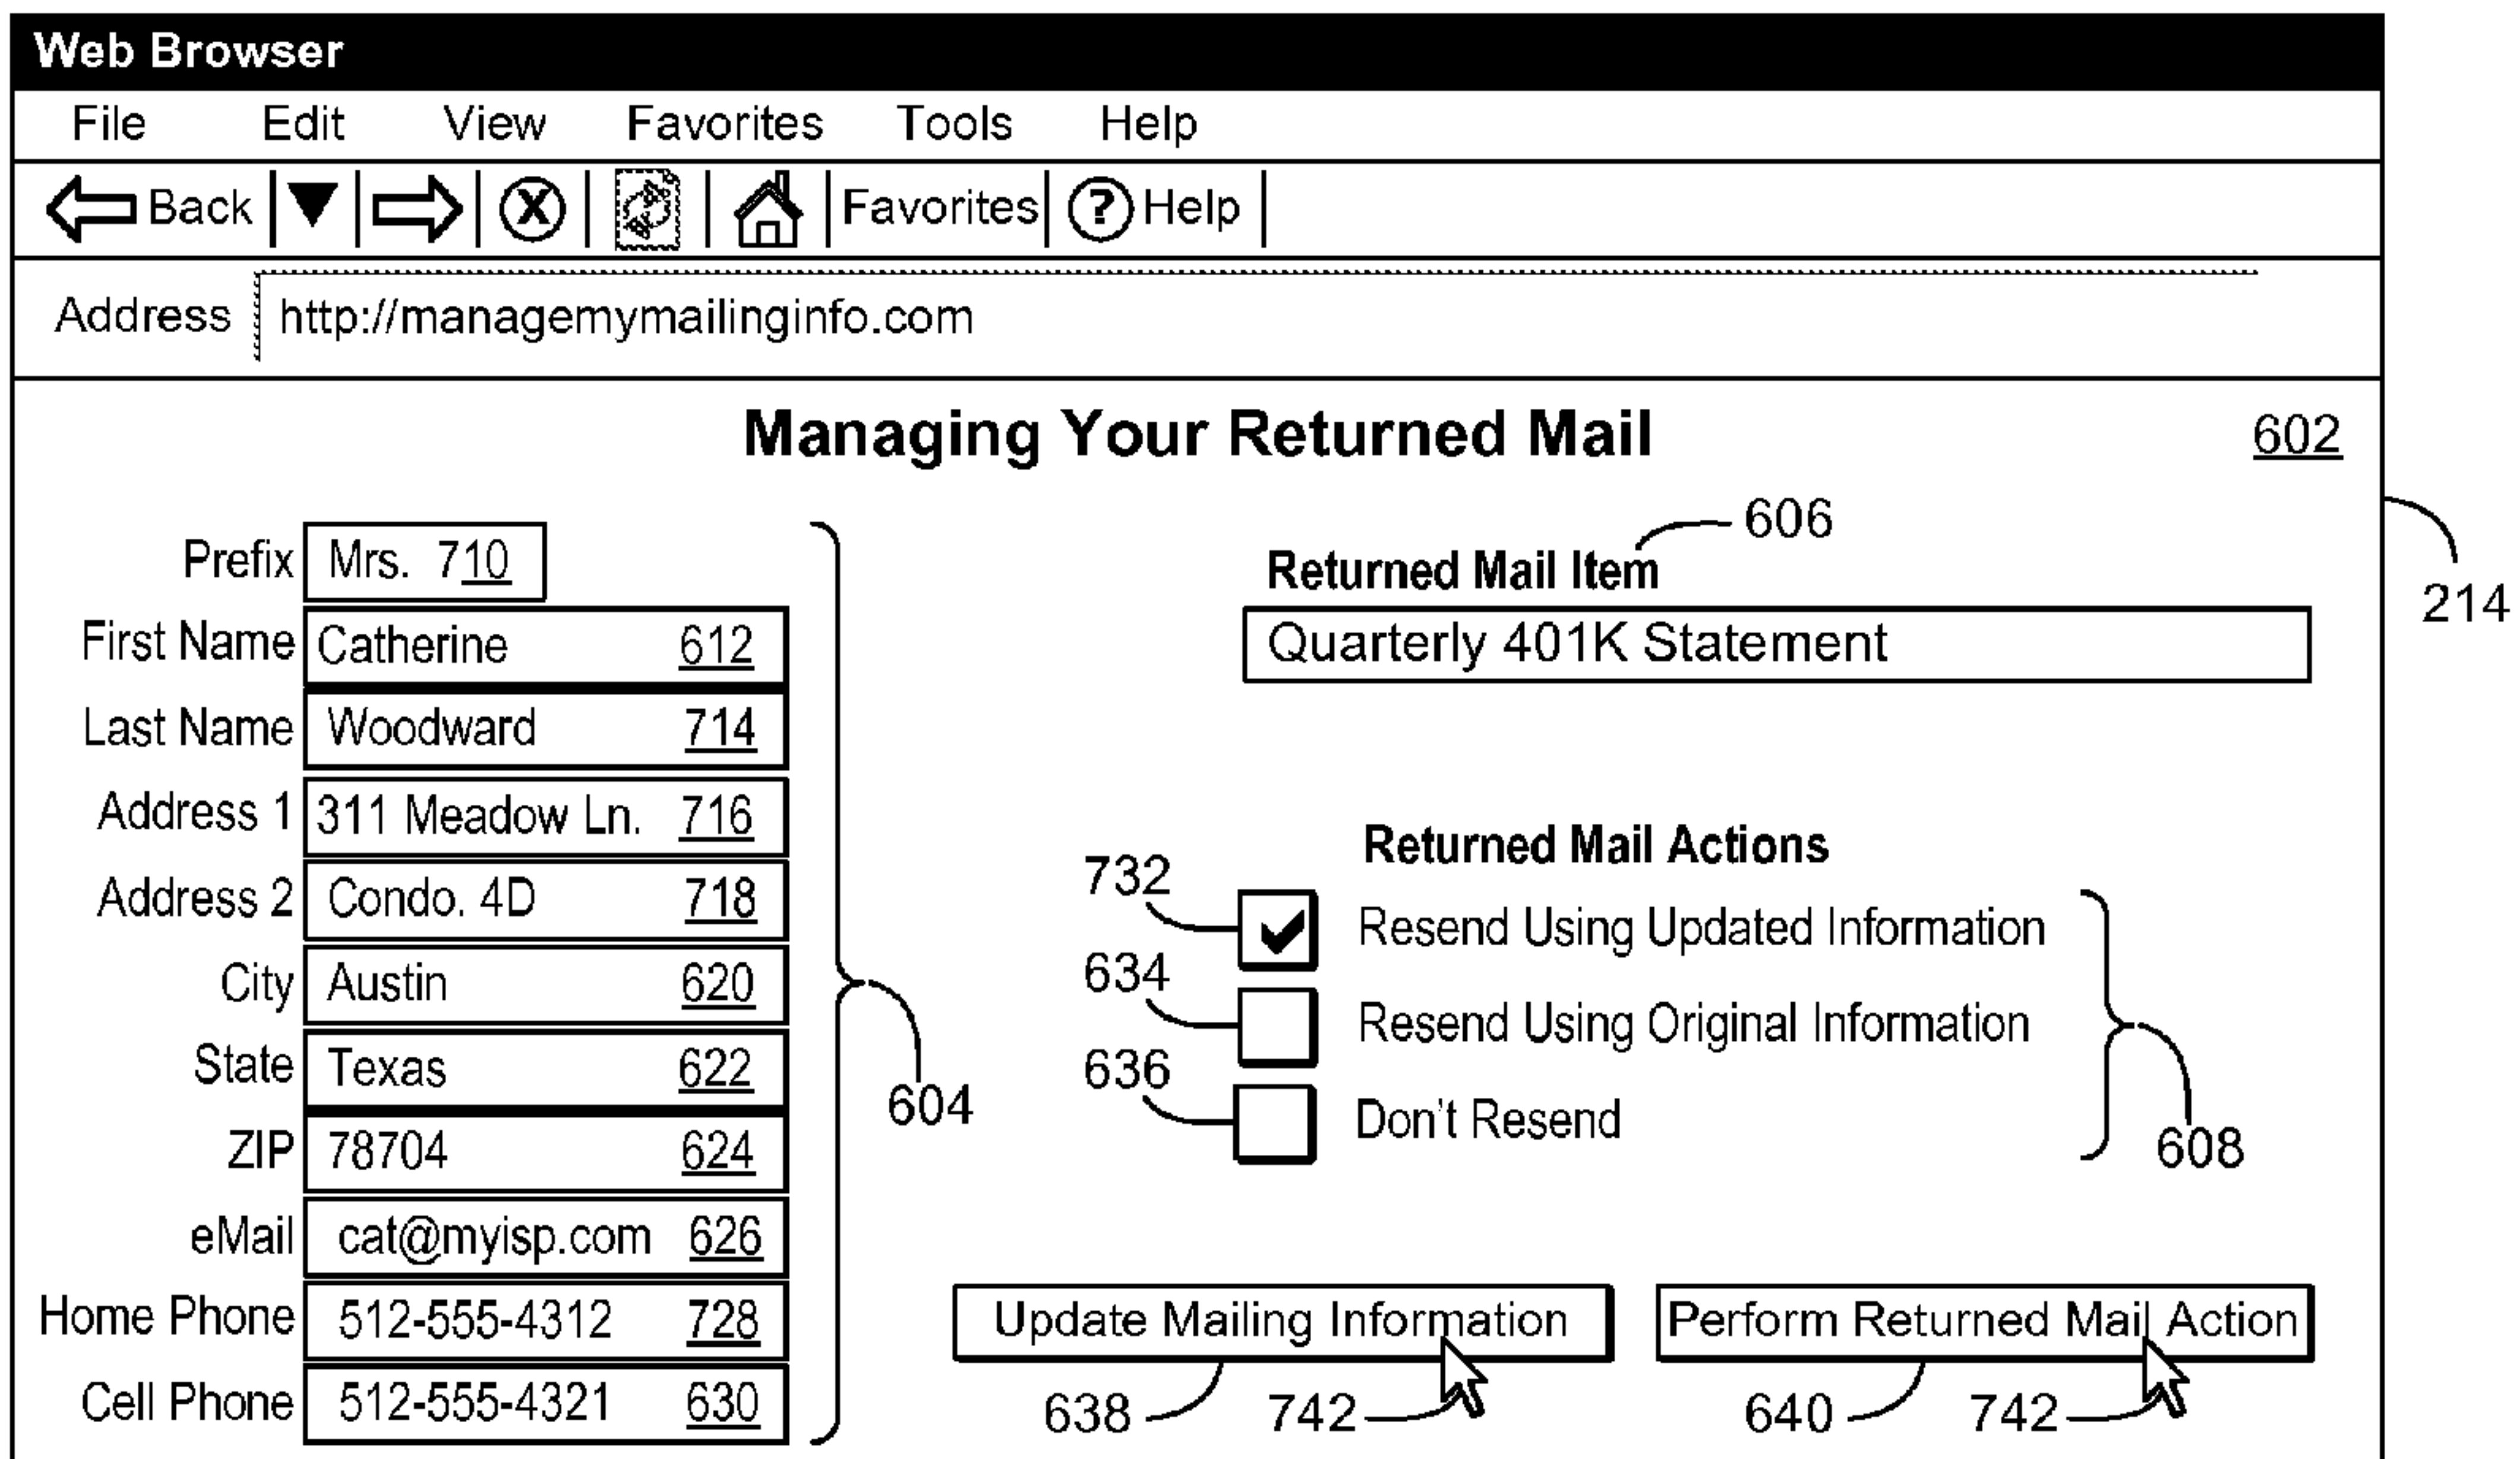 Web Browser
File Edit View Favorites Tools Help
Back X Favorites ? Help
Address http://managemymailinginfo.com
Managing Your Returned Mail 602
214
Prefix Mrs. 710
First Name Catherine 612
Last Name Woodward 714
Address 1 311 Meadow Ln. 716
Address 2 Condo. 4D 718
City Austin 620
State Texas 622
ZIP 78704 624
eMail cat@myisp.com 626
Home Phone 512-555-4312 728
Cell Phone 512-555-4321 630
604
606
Returned Mail Item
Quarterly 401K Statement
Returned Mail Actions
732 Resend Using Updated Information
634 Resend Using Original Information
636 Don't Resend
608
Update Mailing Information Perform Returned Mail Action
638 742 640 742